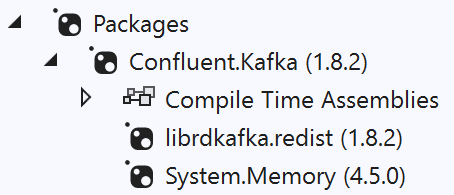 Packages
Confluent.Kafka (1.8.2)
Compile Time Assemblies
librdkafka.redist (1.8.2)
System.Memory (4.5.0)